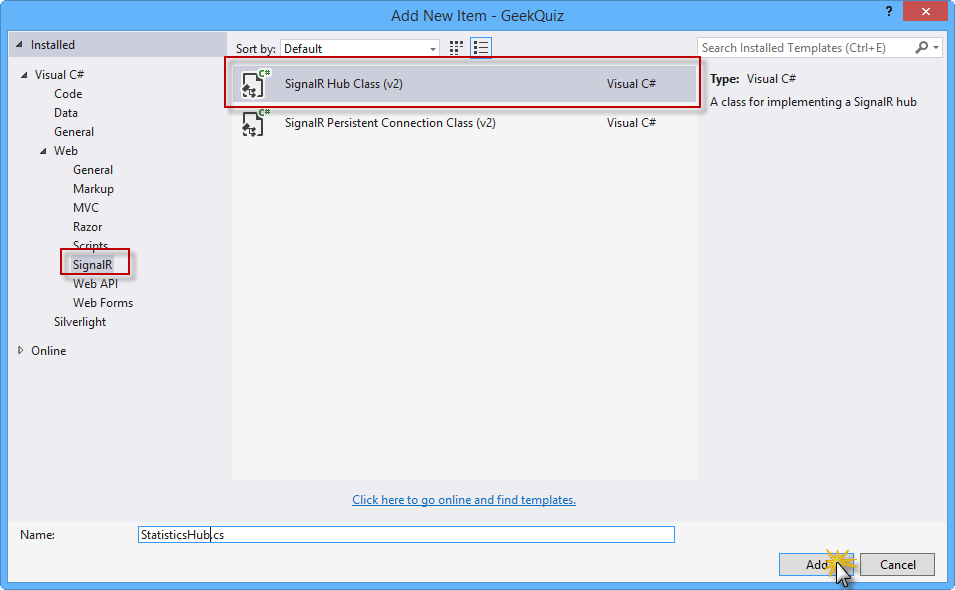 Add New Item - GeekQuiz
?
Installed
Sort by: Default
Search Installed Templates (Ctrl+E)
Visual C#
Code
Data
General
Web
General
Markup
MVC
Razor
Scripts
SignalR
Web API
Web Forms
Silverlight
Online
C# SignalR Hub Class (v2) Visual C#
C# SignalR Persistent Connection Class (v2) Visual C#
Type: Visual C#
A class for implementing a SignalR hub
Click here to go online and find templates.
Name: StatisticsHub.cs
Add Cancel